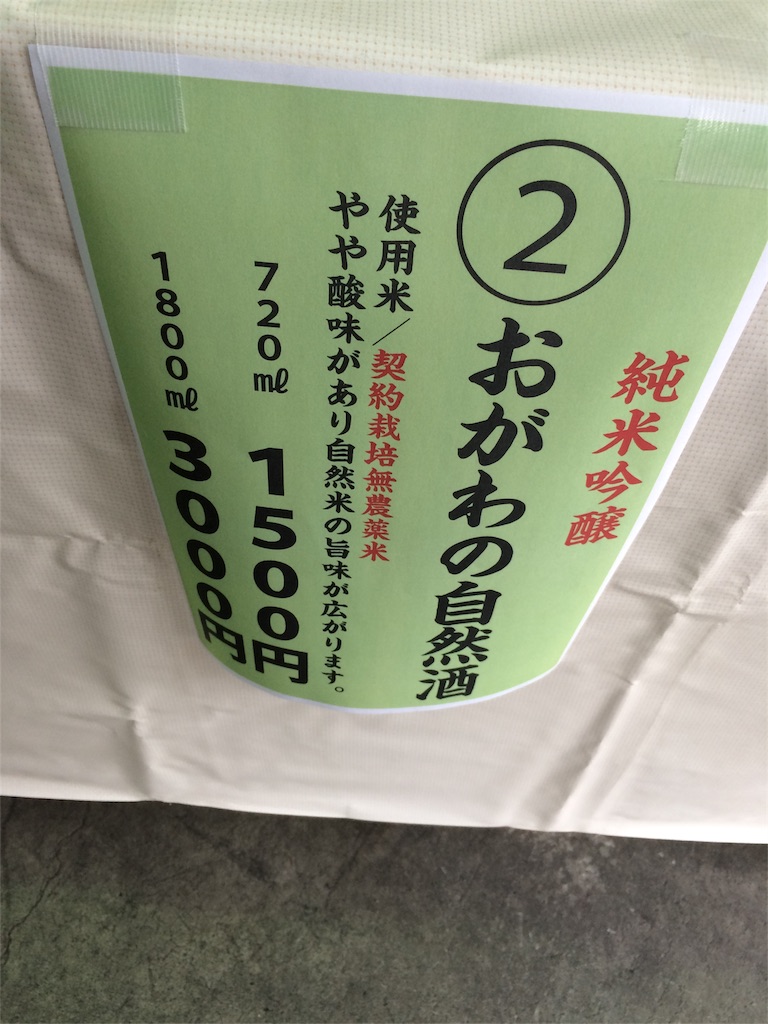 純米吟醸
②おがわの自然酒
使用米／契約栽培無農薬米
やや酸味があり自然米の旨味が広がります。
720㎖ 1500円
1800㎖ 3000円